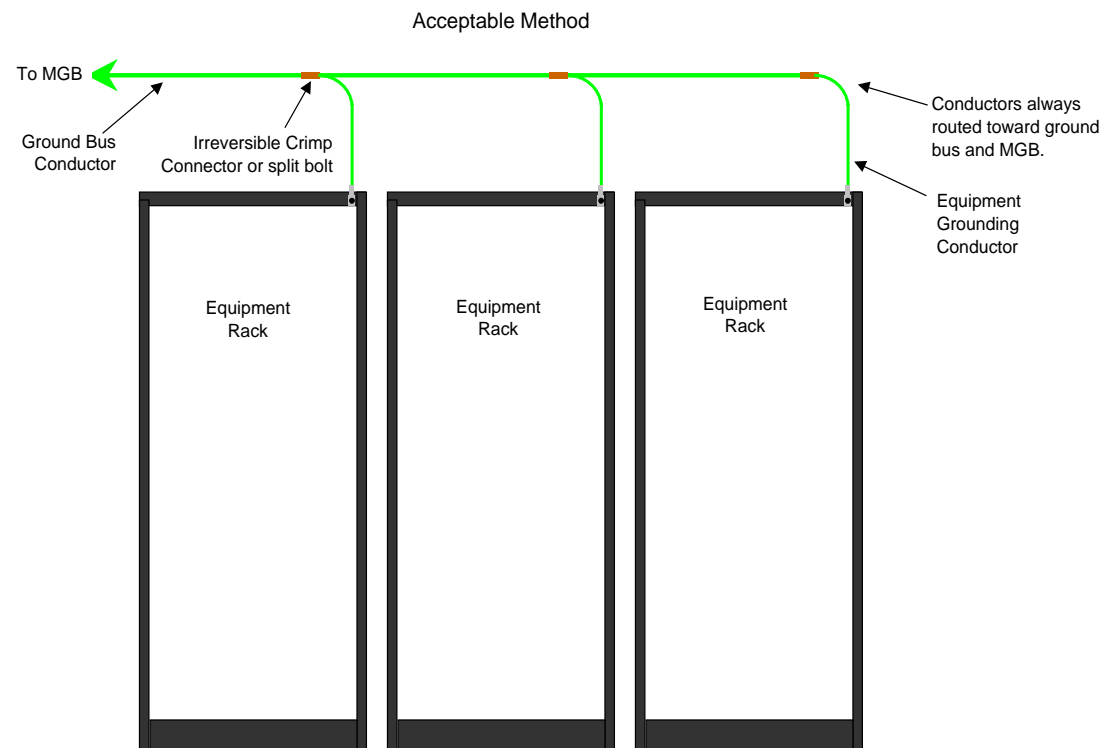 Acceptable Method
To MGB
Ground Bus
Conductor
Irreversible Crimp
Connector or split bolt
Conductors always
routed toward ground
bus and MGB.
Equipment
Grounding
Conductor
Equipment
Rack
Equipment
Rack
Equipment
Rack